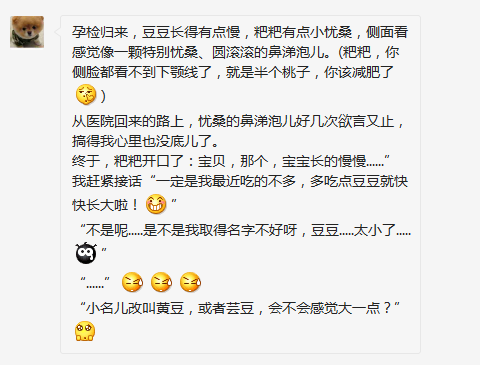 孕检归来，豆豆长得有点慢，粑粑有点小忧桑，侧面看
感觉像一颗特别忧桑、圆滚滚的鼻涕泡儿。(粑粑，你
侧脸都看不到下颚线了，就是半个桃子，你该减肥了
)
从医院回来的路上，忧桑的鼻涕泡儿好几次欲言又止，
搞得我心里也没底儿了。
终于，粑粑开口了：宝贝，那个，宝宝长的慢慢......”
我赶紧接话“一定是我最近吃的不多，多吃点豆豆就快
快长大啦！”
“不是呢.....是不是我取得名字不好呀，豆豆.....太小了.....
”
“......”
“小名儿改叫黄豆，或者芸豆，会不会感觉大一点？”